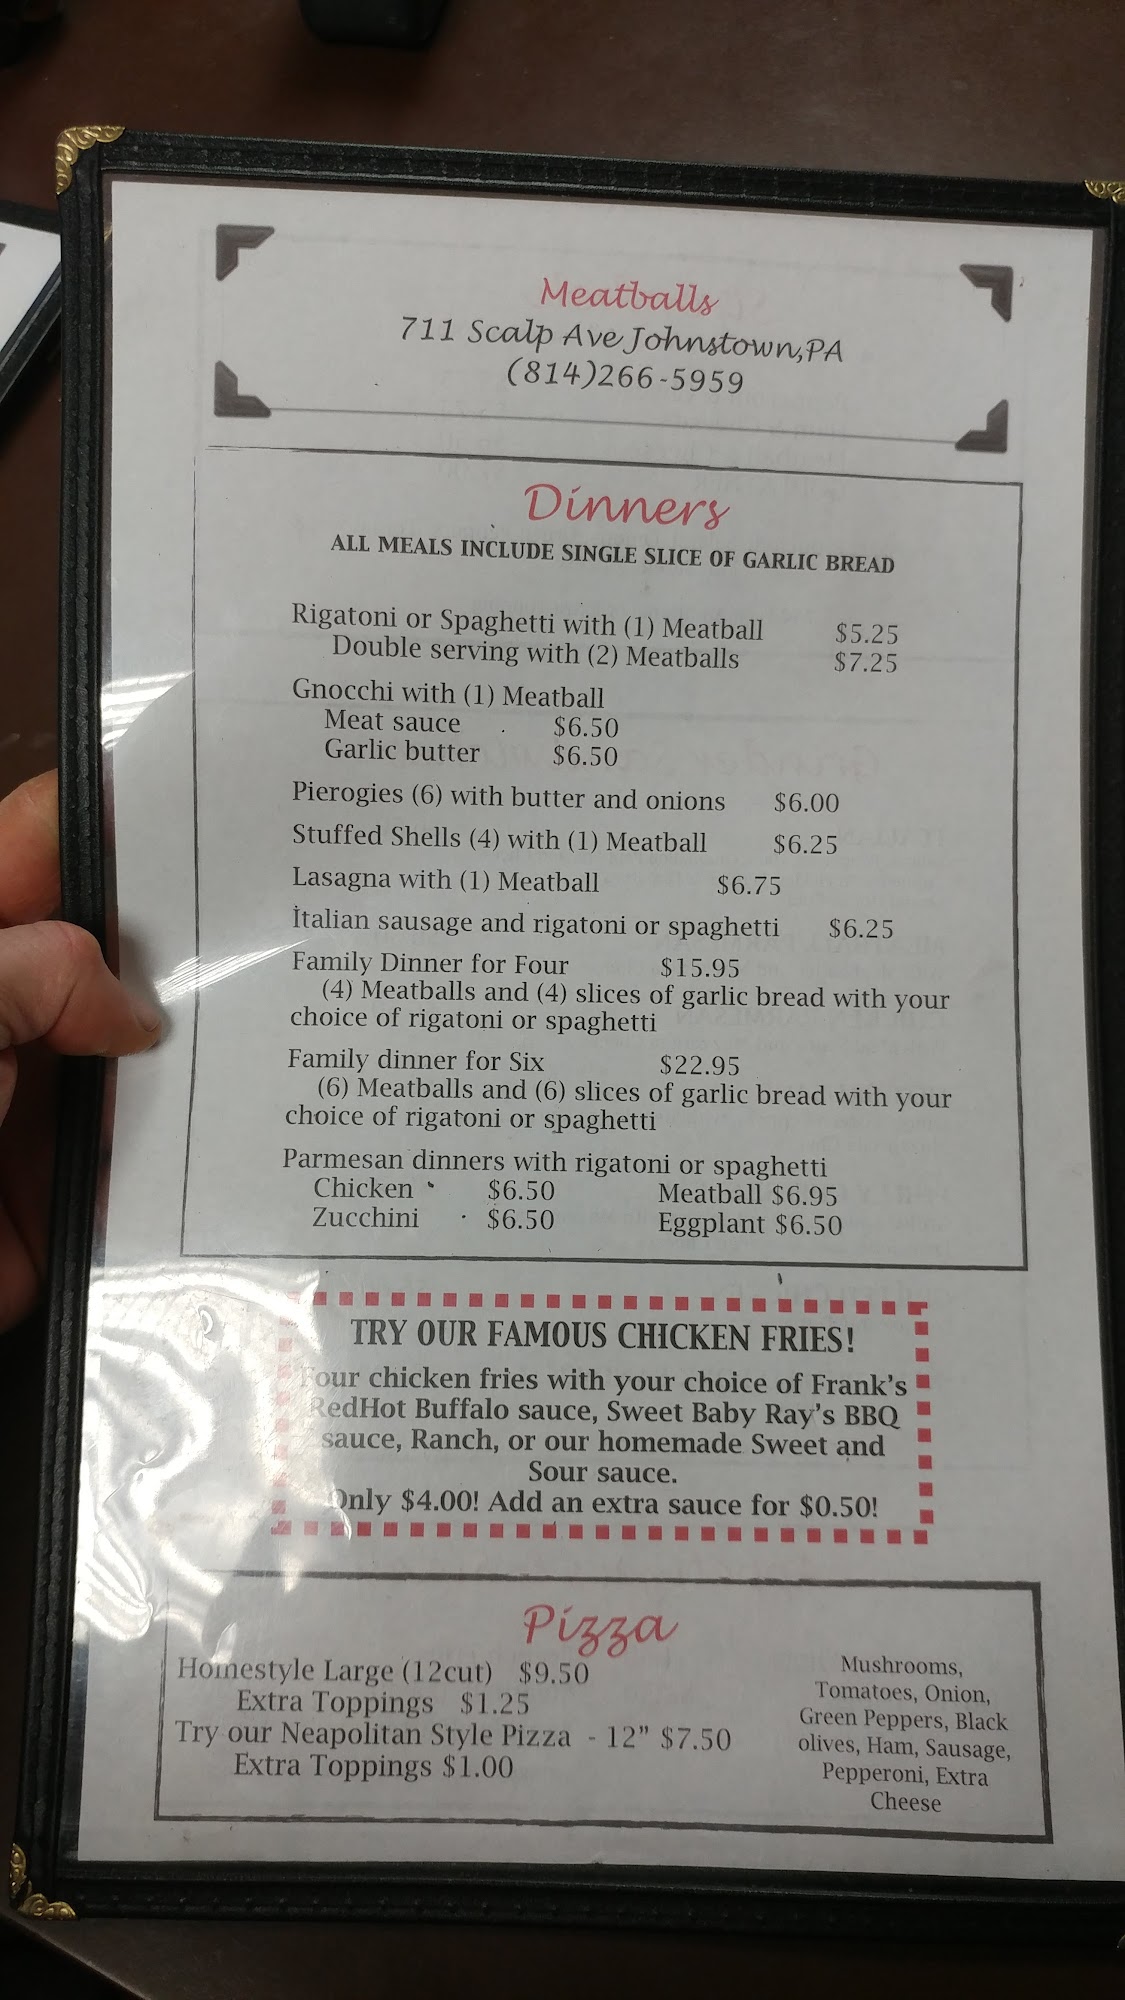 Meatballs
711 Scalp Ave Johnstown,PA
(814)266-5959
Dinners
ALL MEALS INCLUDE SINGLE SLICE OF GARLIC BREAD
Rigatoni or Spaghetti with (1) Meatball $5.25
Double serving with (2) Meatballs $7.25
Gnocchi with (1) Meatball
Meat sauce $6.50
Garlic butter $6.50
Pierogies (6) with butter and onions $6.00
Stuffed Shells (4) with (1) Meatball $6.25
Lasagna with (1) Meatball $6.75
Italian sausage and rigatoni or spaghetti $6.25
Family Dinner for Four $15.95
(4) Meatballs and (4) slices of garlic bread with your
choice of rigatoni or spaghetti
Family dinner for Six $22.95
(6) Meatballs and (6) slices of garlic bread with your
choice of rigatoni or spaghetti
Parmesan dinners with rigatoni or spaghetti
Chicken $6.50 Meatball $6.95
Zucchini $6.50 Eggplant $6.50
TRY OUR FAMOUS CHICKEN FRIES!
Four chicken fries with your choice of Frank's
RedHot Buffalo sauce, Sweet Baby Ray's BBQ
sauce, Ranch, or our homemade Sweet and
Sour sauce.
Only $4.00! Add an extra sauce for $0.50!
Pizza
Homestyle Large (12cut) $9.50
Extra Toppings $1.25
Try our Neapolitan Style Pizza - 12" $7.50
Extra Toppings $1.00
Mushrooms,
Tomatoes, Onion,
Green Peppers, Black
olives, Ham, Sausage,
Pepperoni, Extra
Cheese